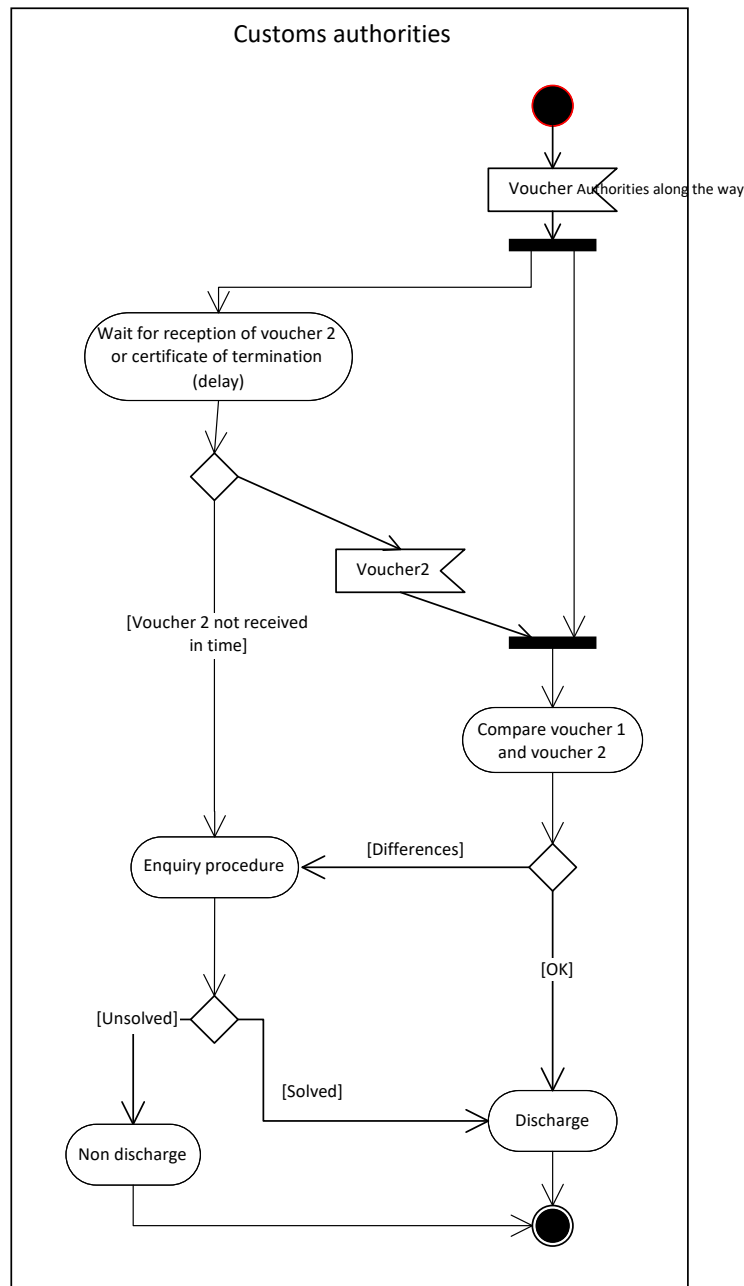 Customs authorities
Voucher
Authorities along the way
Wait for reception of voucher 2
or certificate of termination
(delay)
Voucher2
[Voucher 2 not received
in time]
Compare voucher 1
and voucher 2
[Differences]
Enquiry procedure
[OK]
[Unsolved]
[Solved]
Discharge
Non discharge